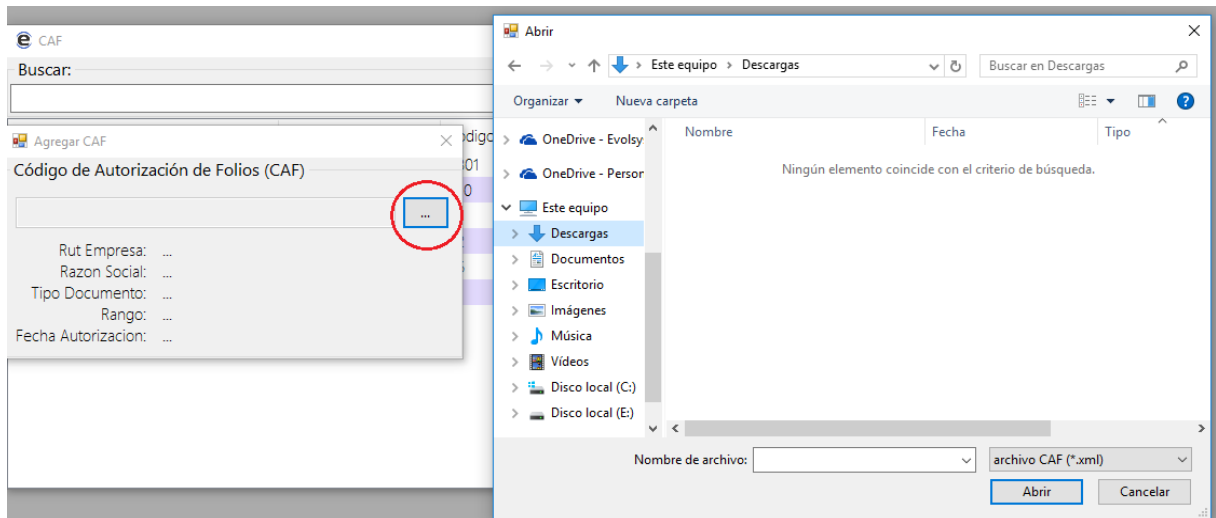 CAF
Buscar:
Agregar CAF
Código de Autorización de Folios (CAF)
...
Rut Empresa: ...
Razon Social: ...
Tipo Documento: ...
Rango: ...
Fecha Autorizacion: ...
Abrir
Este equipo > Descargas
Buscar en Descargas
Organizar
Nueva carpeta
OneDrive - Evolsy
OneDrive - Person
Este equipo
Descargas
Documentos
Escritorio
Imágenes
Música
Vídeos
Disco local (C:)
Disco local (E:)
Nombre Fecha Tipo
Ningún elemento coincide con el criterio de búsqueda.
Nombre de archivo:
archivo CAF (*.xml)
Abrir Cancelar